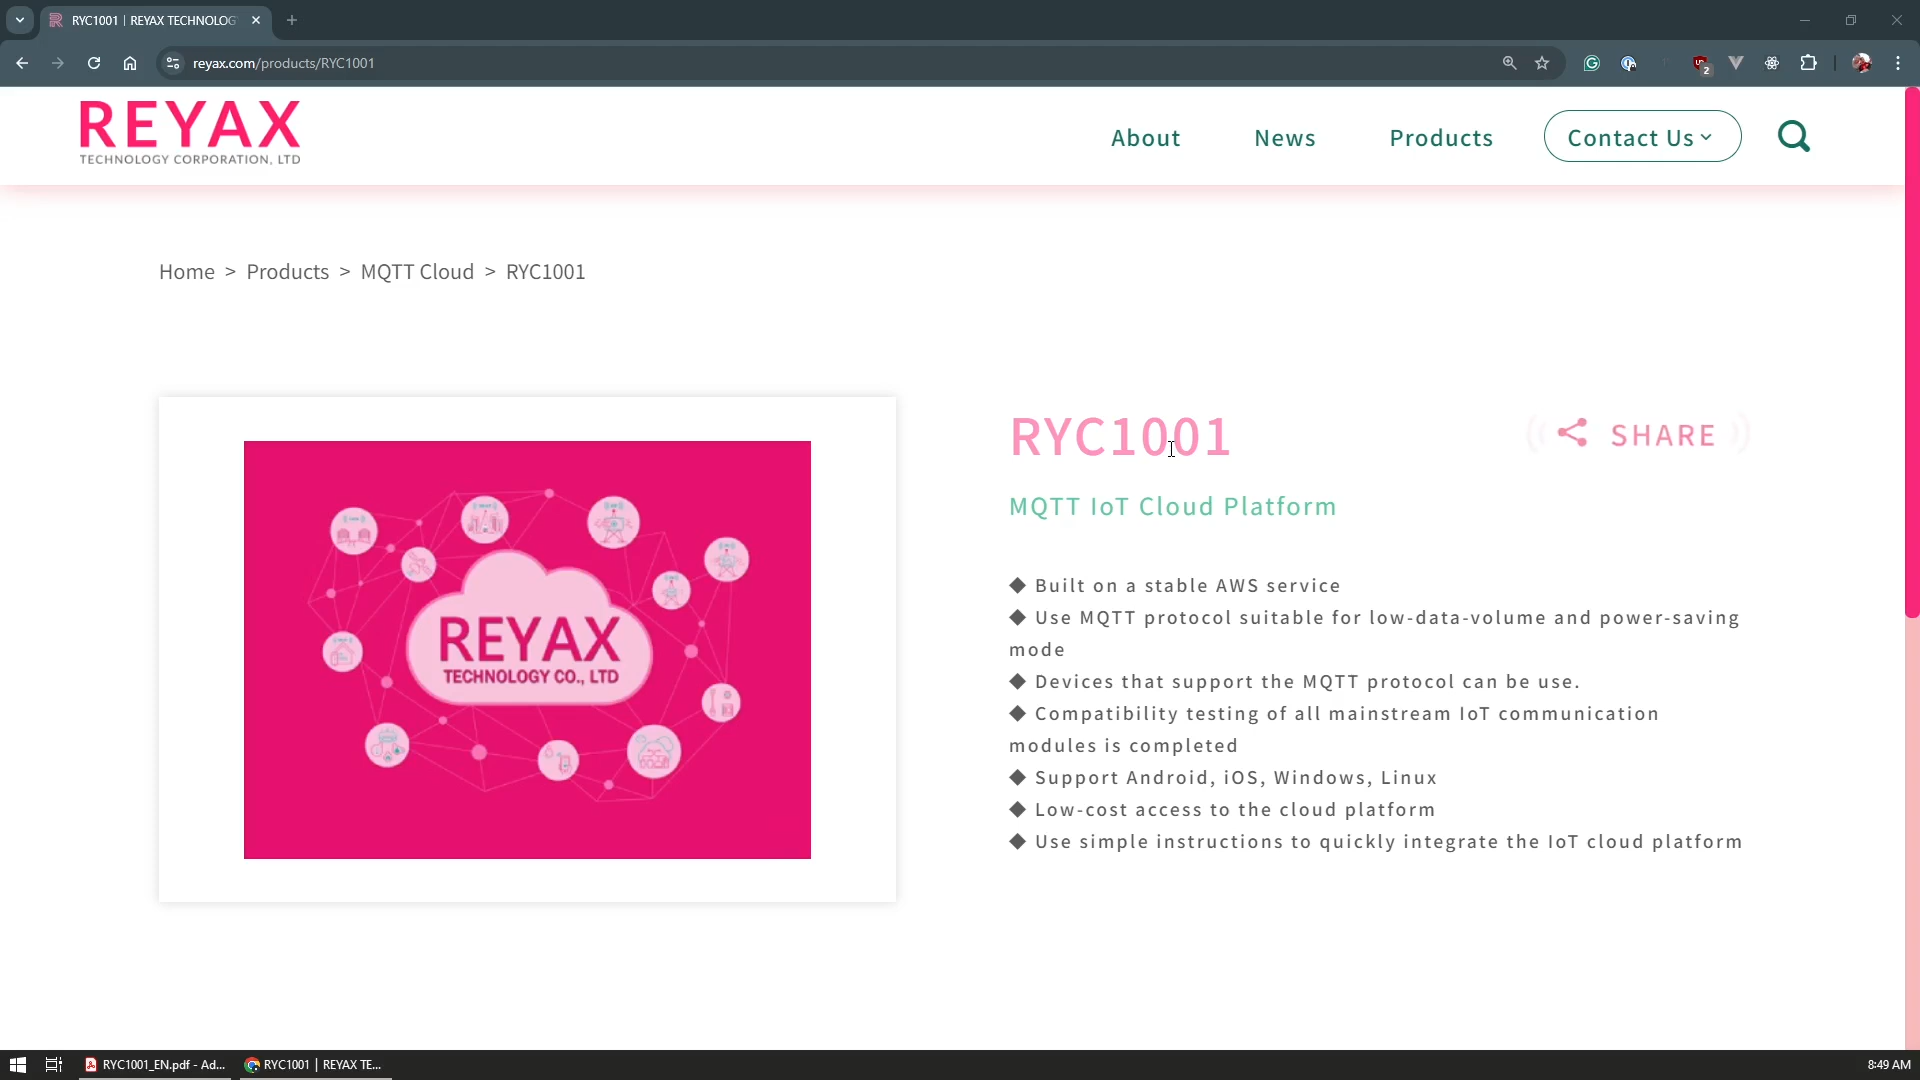 RYC1001 | REYAX TECHNOLOG
reyax.com/products/RYC1001
2
REYAX
TECHNOLOGY CORPORATION, LTD
About
News
Products
Contact Us
Home > Products > MQTT Cloud > RYC1001
REYAX
TECHNOLOGY CO., LTD
RYC1001
SHARE
MQTT IoT Cloud Platform
◆ Built on a stable AWS service
◆ Use MQTT protocol suitable for low-data-volume and power-saving
mode
◆ Devices that support the MQTT protocol can be use.
◆ Compatibility testing of all mainstream IoT communication
modules is completed
◆ Support Android, iOS, Windows, Linux
◆ Low-cost access to the cloud platform
◆ Use simple instructions to quickly integrate the IoT cloud platform
RYC1001_EN.pdf - Ad...
RYC1001 | REYAX TE...
8:49 AM